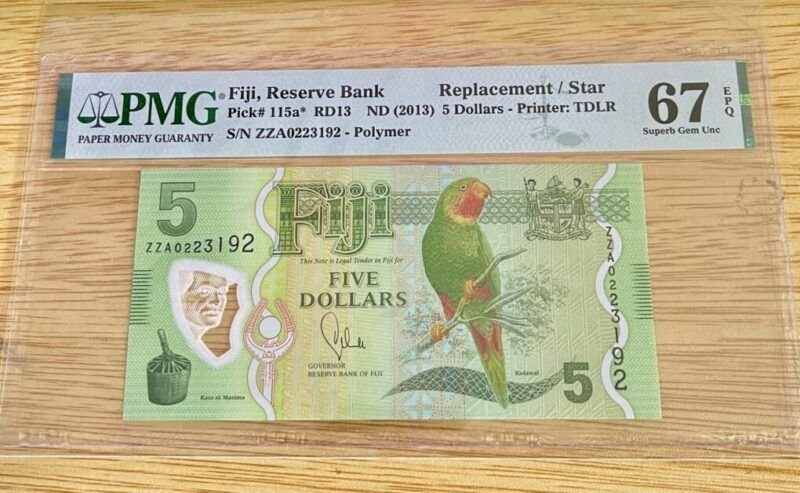 PMG®
PAPER MONEY GUARANTY
Fiji, Reserve Bank Replacement / Star
Pick# 115a* RD13 ND (2013) 5 Dollars - Printer: TDLR
S/N ZZA0223192 - Polymer
67 EPQ
Superb Gem Unc
5
Fiji
ZZA0223192
This Note is Legal Tender in Fiji for
FIVE
DOLLARS
GOVERNOR
RESERVE BANK OF FIJI
Kato ni Masima
Kulawai
5
ZZA0223192